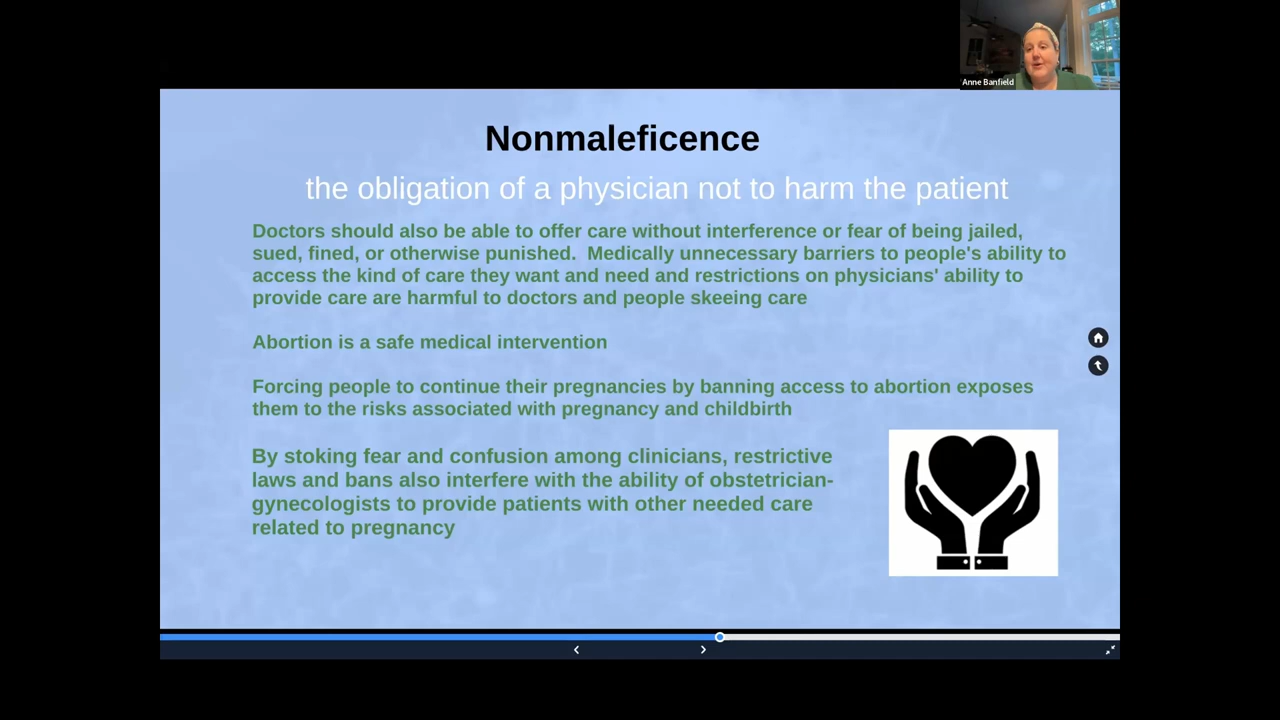 Anne Banfield
Nonmaleficence
the obligation of a physician not to harm the patient
Doctors should also be able to offer care without interference or fear of being jailed,
sued, fined, or otherwise punished.  Medically unnecessary barriers to people's ability to
access the kind of care they want and need and restrictions on physicians' ability to
provide care are harmful to doctors and people skeeing care
Abortion is a safe medical intervention
Forcing people to continue their pregnancies by banning access to abortion exposes
them to the risks associated with pregnancy and childbirth
By stoking fear and confusion among clinicians, restrictive
laws and bans also interfere with the ability of obstetrician-
gynecologists to provide patients with other needed care
related to pregnancy